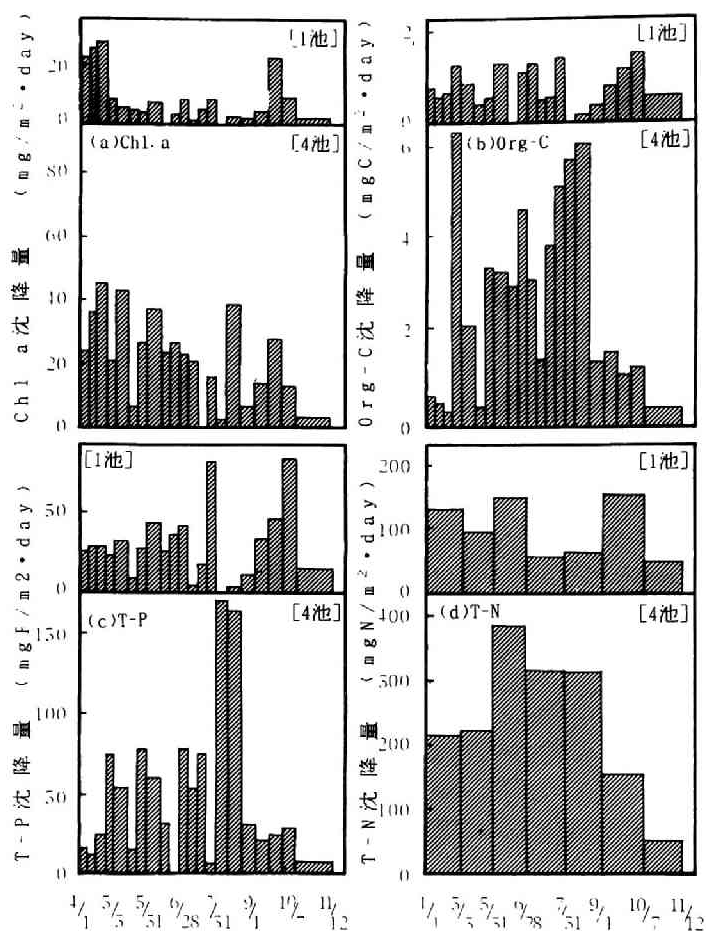 Chl a沈降量 (mg/m²・day)
[1池]
20
0
(a)Chl.a [4池]
80
60
40
20
0
Org-C沈降量 (mgC/m²・day)
[1池]
2
0
(b)Org-C [4池]
6
4
2
0
T-P沈降量 (mgP/m2・day)
[1池]
50
0
(c)T-P [4池]
150
100
50
0
T-N沈降量 (mgN/m²・day)
[1池]
200
100
0
(d)T-N [4池]
400
300
200
100
0
4/1 5/3 5/31 6/28 7/31 9/1 10/7 11/12
4/1 5/3 5/31 6/28 7/31 9/1 10/7 11/12